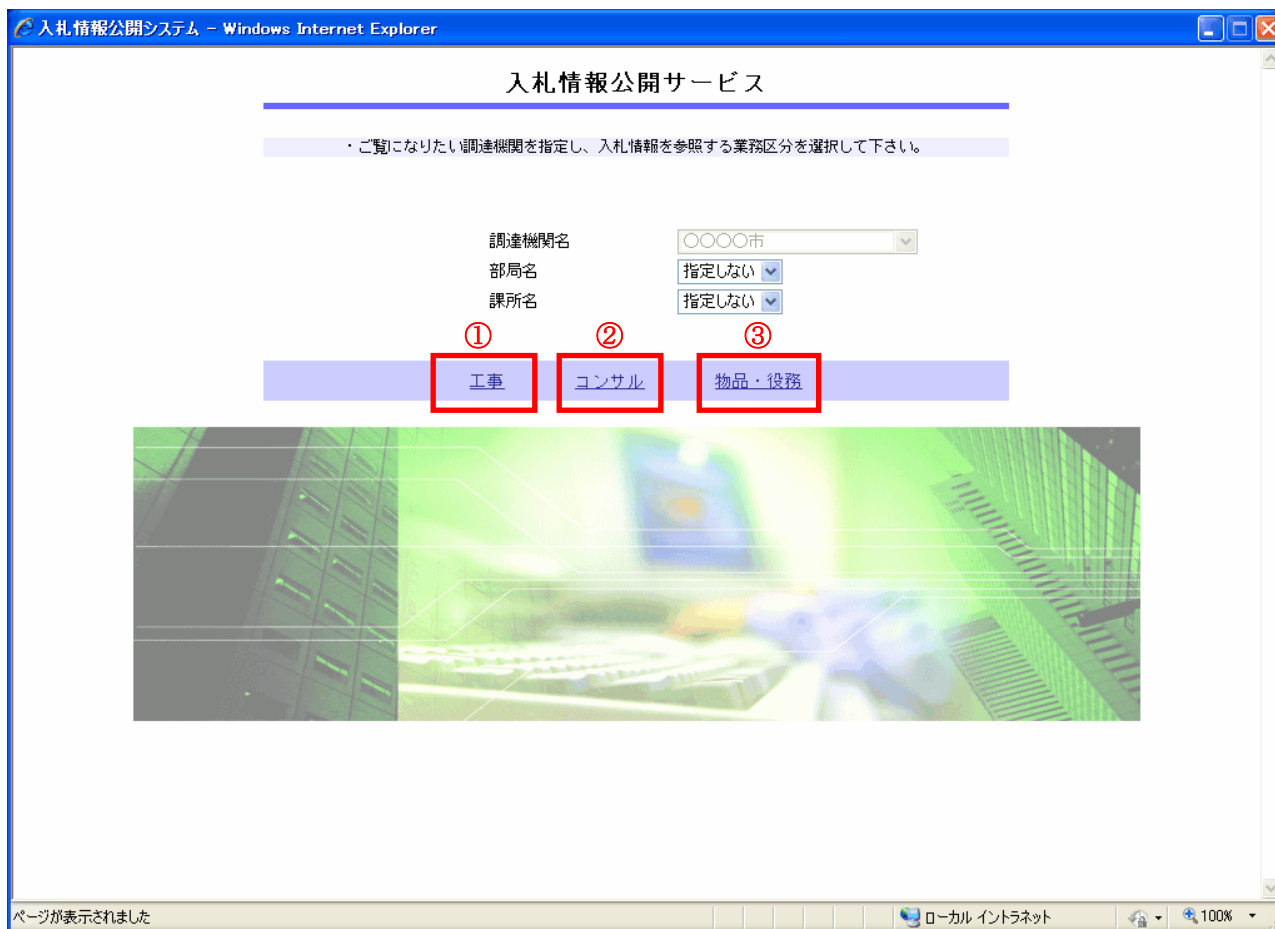 入札情報公開システム - Windows Internet Explorer
入札情報公開サービス
・ご覧になりたい調達機関を指定し、入札情報を参照する業務区分を選択して下さい。
調達機関名 ○○○○市
部局名 指定しない
課所名 指定しない
① ② ③
工事 コンサル 物品・役務
ページが表示されました ローカル イントラネット 100%